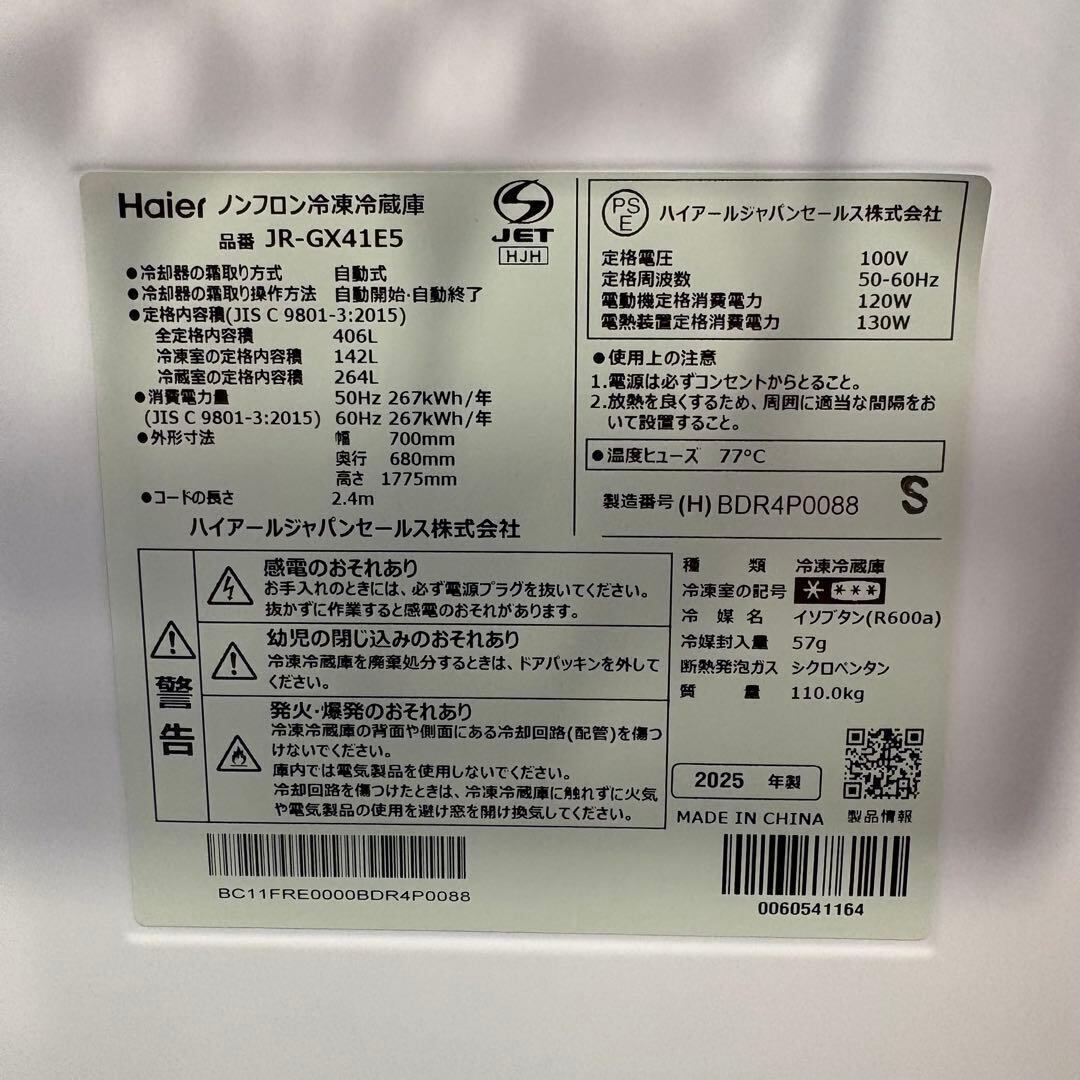 Haier ノンフロン冷凍冷蔵庫
品番 JR-GX41E5
JET
HJH
●冷却器の霜取り方式 自動式
●冷却器の霜取り操作方法 自動開始･自動終了
●定格内容積(JIS C 9801-3:2015)
全定格内容積 406L
冷凍室の定格内容積 142L
冷蔵室の定格内容積 264L
●消費電力量 50Hz 267kWh/年
(JIS C 9801-3:2015) 60Hz 267kWh/年
●外形寸法 幅 700mm
奥行 680mm
高さ 1775mm
●コードの長さ 2.4m
ハイアールジャパンセールス株式会社
PS
E
ハイアールジャパンセールス株式会社
定格電圧 100V
定格周波数 50-60Hz
電動機定格消費電力 120W
電熱装置定格消費電力 130W
●使用上の注意
1.電源は必ずコンセントからとること。
2.放熱を良くするため、周囲に適当な間隔をお
いて設置すること。
●温度ヒューズ 77°C
製造番号 (H) BDR4P0088 S
警告
感電のおそれあり
お手入れのときには、必ず電源プラグを抜いてください。
抜かずに作業すると感電のおそれがあります。
幼児の閉じ込みのおそれあり
冷凍冷蔵庫を廃棄処分するときは、ドアパッキンを外して
ください。
発火･爆発のおそれあり
冷凍冷蔵庫の背面や側面にある冷却回路(配管)を傷つ
けないでください。
庫内では電気製品を使用しないでください。
冷却回路を傷つけたときは、冷凍冷蔵庫に触れずに火気
や電気製品の使用を避け窓を開け換気してください。
種類 冷凍冷蔵庫
冷凍室の記号 * ***
冷媒名 イソブタン(R600a)
冷媒封入量 57g
断熱発泡ガス シクロペンタン
質量 110.0kg
2025 年製
MADE IN CHINA 製品情報
BC11FRE0000BDR4P0088
0060541164